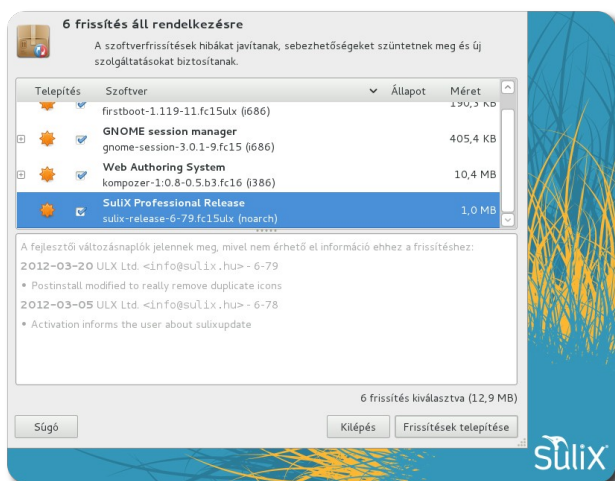 6 frissítés áll rendelkezésre
A szoftverfrissítések hibákat javítanak, sebezhetőségeket szüntetnek meg és új
szolgáltatásokat biztosítanak.
Telepítés Szoftver Állapot Méret
firstboot-1.119-11.fc15ulx (i686) 190,3 KB
GNOME session manager
gnome-session-3.0.1-9.fc15 (i686) 405,4 KB
Web Authoring System
kompozer-1:0.8-0.5.b3.fc16 (i386) 10,4 MB
SuliX Professional Release
sulix-release-6-79.fc15ulx (noarch) 1,0 MB
A fejlesztői változásnaplók jelennek meg, mivel nem érhető el információ ehhez a frissítéshez:
2012-03-20 ULX Ltd. <info@sulix.hu> - 6-79
• Postinstall modified to really remove duplicate icons
2012-03-05 ULX Ltd. <info@sulix.hu> - 6-78
• Activation informs the user about sulixupdate
6 frissítés kiválasztva (12,9 MB)
Súgó Kilépés Frissítések telepítése
SuliX